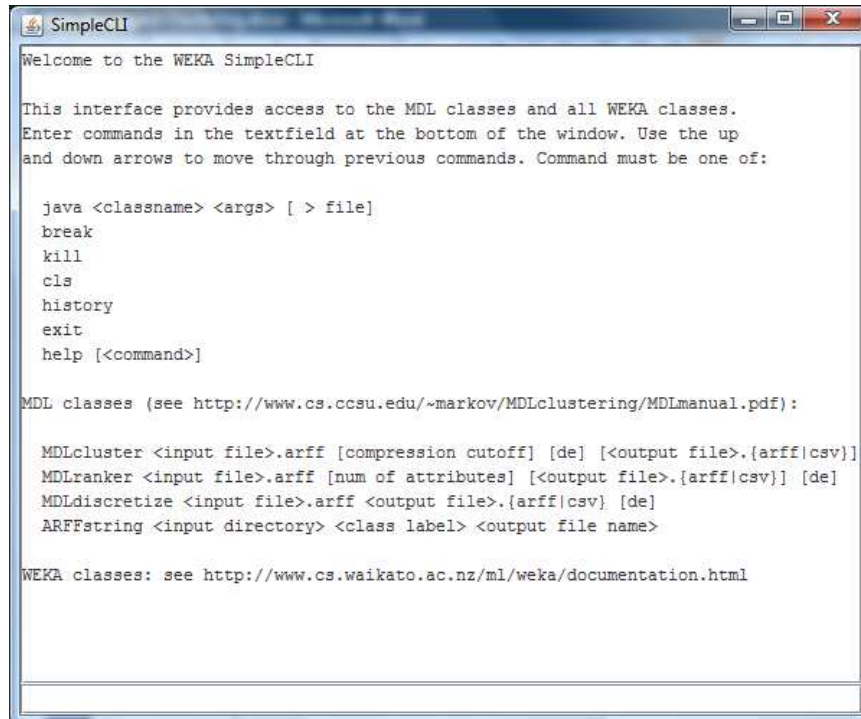 SimpleCLI
Welcome to the WEKA SimpleCLI
This interface provides access to the MDL classes and all WEKA classes.
Enter commands in the textfield at the bottom of the window. Use the up
and down arrows to move through previous commands. Command must be one of:
java <classname> <args> [ > file]
break
kill
cls
history
exit
help [<command>]
MDL classes (see http://www.cs.ccsu.edu/~markov/MDLclustering/MDLmanual.pdf):
MDLcluster <input file>.arff [compression cutoff] [de] [<output file>.{arff|csv}]
MDLranker <input file>.arff [num of attributes] [<output file>.{arff|csv}] [de]
MDLdiscretize <input file>.arff <output file>.{arff|csv} [de]
ARFFstring <input directory> <class label> <output file name>
WEKA classes: see http://www.cs.waikato.ac.nz/ml/weka/documentation.html